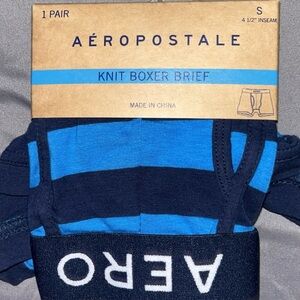 1 PAIR
S
4 1/2" INSEAM
AÉROPOSTALE
KNIT BOXER BRIEF
MADE IN CHINA
AERO